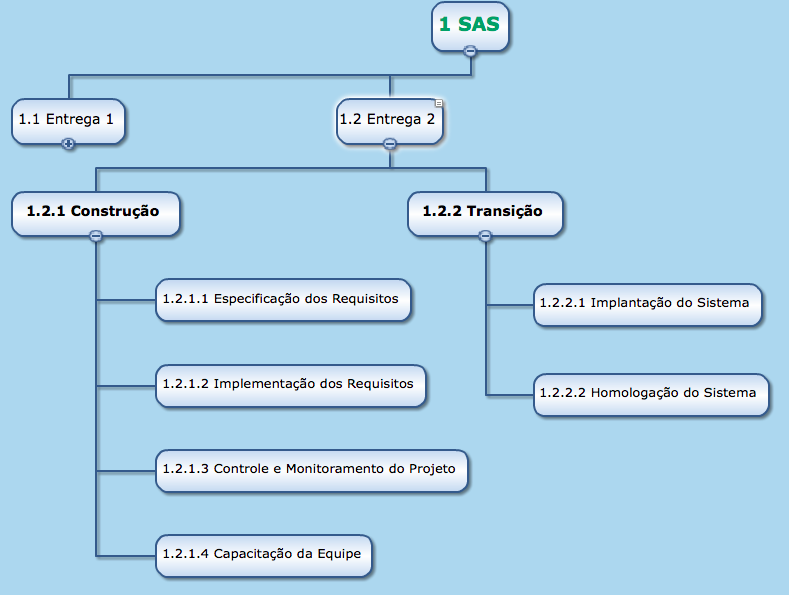 1 SAS
1.1 Entrega 1
1.2 Entrega 2
1.2.1 Construção
1.2.2 Transição
1.2.1.1 Especificação dos Requisitos
1.2.1.2 Implementação dos Requisitos
1.2.1.3 Controle e Monitoramento do Projeto
1.2.1.4 Capacitação da Equipe
1.2.2.1 Implantação do Sistema
1.2.2.2 Homologação do Sistema